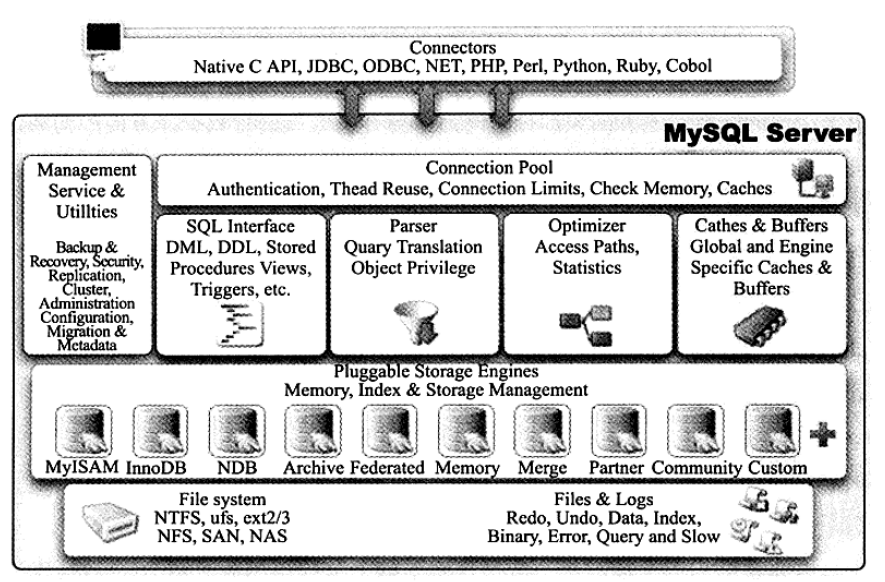 Connectors
Native C API, JDBC, ODBC, NET, PHP, Perl, Python, Ruby, Cobol
MySQL Server
Management
Service &
Utillties
Backup &
Recovery, Security,
Replication,
Cluster,
Administration
Configuration,
Migration &
Metadata
Connection Pool
Authentication, Thead Reuse, Connection Limits, Check Memory, Caches
SQL Interface
DML, DDL, Stored
Procedures Views,
Triggers, etc.
Parser
Quary Translation
Object Privilege
Optimizer
Access Paths,
Statistics
Cathes & Buffers
Global and Engine
Specific Caches &
Buffers
Pluggable Storage Engines
Memory, Index & Storage Management
MyISAM InnoDB NDB Archive Federated Memory Merge Partner Community Custom
File system
NTFS, ufs, ext2/3
NFS, SAN, NAS
Files & Logs
Redo, Undo, Data, Index,
Binary, Error, Query and Slow